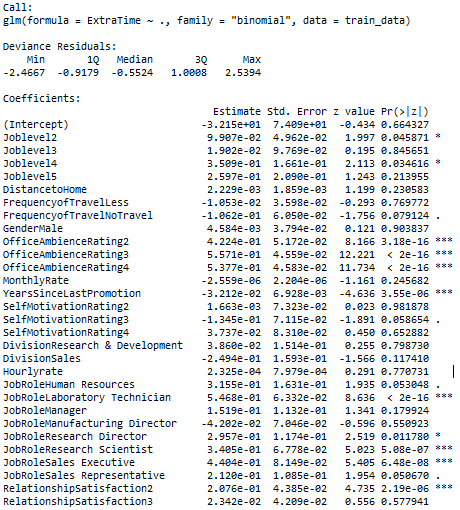 Call:
glm(formula = ExtraTime ~ ., family = "binomial", data = train_data)
Deviance Residuals:
Min 1Q Median 3Q Max
-2.4667 -0.9179 -0.5524 1.0008 2.5394
Coefficients:
Estimate Std. Error z value Pr(>|z|)
(Intercept) -3.215e+01 7.409e+01 -0.434 0.664327
Joblevel2 9.907e-02 4.962e-02 1.997 0.045871 *
Joblevel3 1.902e-02 9.769e-02 0.195 0.845651
Joblevel4 3.509e-01 1.661e-01 2.113 0.034616 *
Joblevel5 2.597e-01 2.090e-01 1.243 0.213955
DistancetoHome 2.229e-03 1.859e-03 1.199 0.230583
FrequencyofTravelLess -1.053e-02 3.598e-02 -0.293 0.769772
FrequencyofTravelNoTravel -1.062e-01 6.050e-02 -1.756 0.079124 .
GenderMale 4.584e-03 3.794e-02 0.121 0.903837
OfficeAmbienceRating2 4.224e-01 5.172e-02 8.166 3.18e-16 ***
OfficeAmbienceRating3 5.571e-01 4.559e-02 12.221 < 2e-16 ***
OfficeAmbienceRating4 5.377e-01 4.583e-02 11.734 < 2e-16 ***
MonthlyRate -2.559e-06 2.204e-06 -1.161 0.245682
YearsSinceLastPromotion -3.212e-02 6.928e-03 -4.636 3.55e-06 ***
SelfMotivationRating2 1.663e-03 7.323e-02 0.023 0.981878
SelfMotivationRating3 -1.345e-01 7.115e-02 -1.891 0.058654 .
SelfMotivationRating4 3.737e-02 8.310e-02 0.450 0.652882
DivisionResearch & Development 3.860e-02 1.514e-01 0.255 0.798730
DivisionSales -2.494e-01 1.593e-01 -1.566 0.117410
Hourlyrate 2.325e-04 7.979e-04 0.291 0.770731
JobRoleHuman Resources 3.155e-01 1.631e-01 1.935 0.053048 .
JobRoleLaboratory Technician 5.468e-01 6.332e-02 8.636 < 2e-16 ***
JobRoleManager 1.519e-01 1.132e-01 1.341 0.179924
JobRoleManufacturing Director -4.202e-02 7.046e-02 -0.596 0.550923
JobRoleResearch Director 2.957e-01 1.174e-01 2.519 0.011780 *
JobRoleResearch Scientist 3.405e-01 6.778e-02 5.023 5.08e-07 ***
JobRoleSales Executive 4.404e-01 8.149e-02 5.405 6.48e-08 ***
JobRoleSales Representative 2.120e-01 1.085e-01 1.954 0.050670 .
RelationshipSatisfaction2 2.076e-01 4.385e-02 4.735 2.19e-06 ***
RelationshipSatisfaction3 2.342e-02 4.209e-02 0.556 0.577941